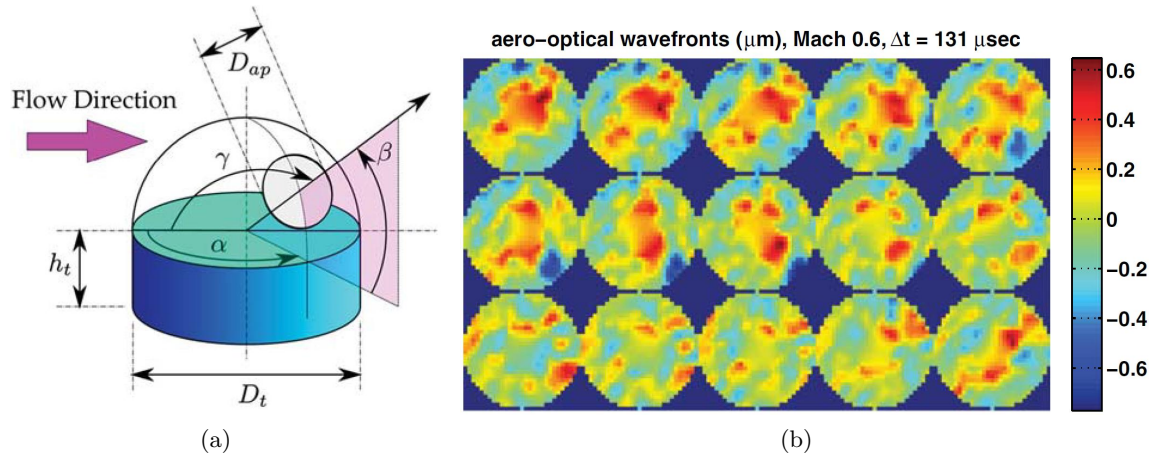 D_ap
Flow Direction
γ
β
α
h_t
D_t
(a)
aero-optical wavefronts (μm), Mach 0.6, Δt = 131 μsec
0.6
0.4
0.2
0
−0.2
−0.4
−0.6
(b)